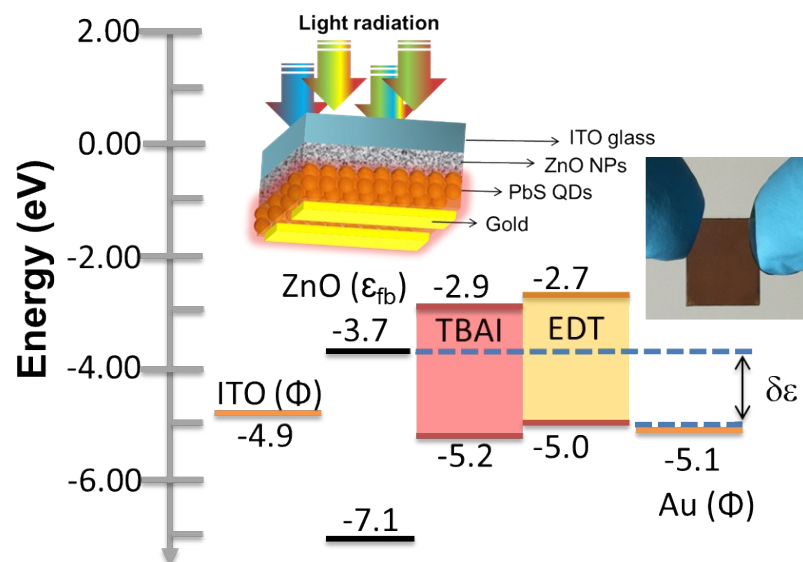 Light radiation
ITO glass
ZnO NPs
PbS QDs
Gold
Energy (eV)
2.00
0.00
-2.00
-4.00
-6.00
ZnO (εfb)
-3.7
-7.1
ITO (Φ)
-4.9
-2.9
TBAI
-5.2
-2.7
EDT
-5.0
δε
-5.1
Au (Φ)